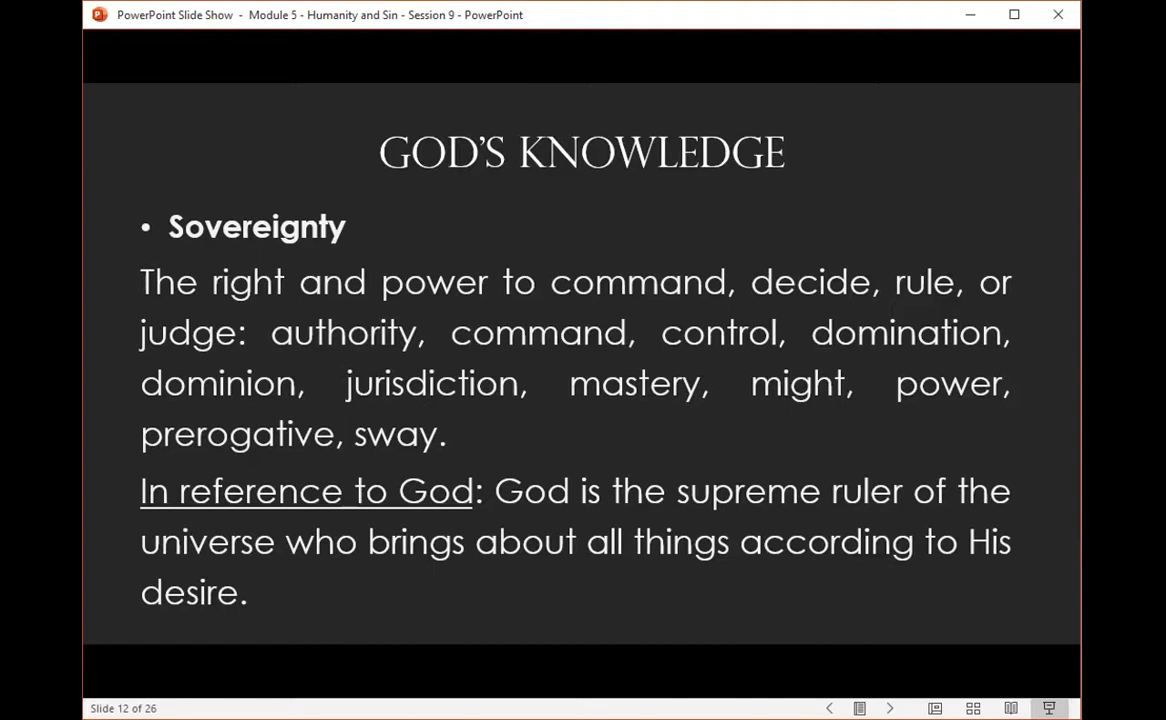 PowerPoint Slide Show - Module 5 - Humanity and Sin - Session 9 - PowerPoint
GOD'S KNOWLEDGE
• Sovereignty
The right and power to command, decide, rule, or
judge: authority, command, control, domination,
dominion, jurisdiction, mastery, might, power,
prerogative, sway.
In reference to God: God is the supreme ruler of the
universe who brings about all things according to His
desire.
Slide 12 of 26